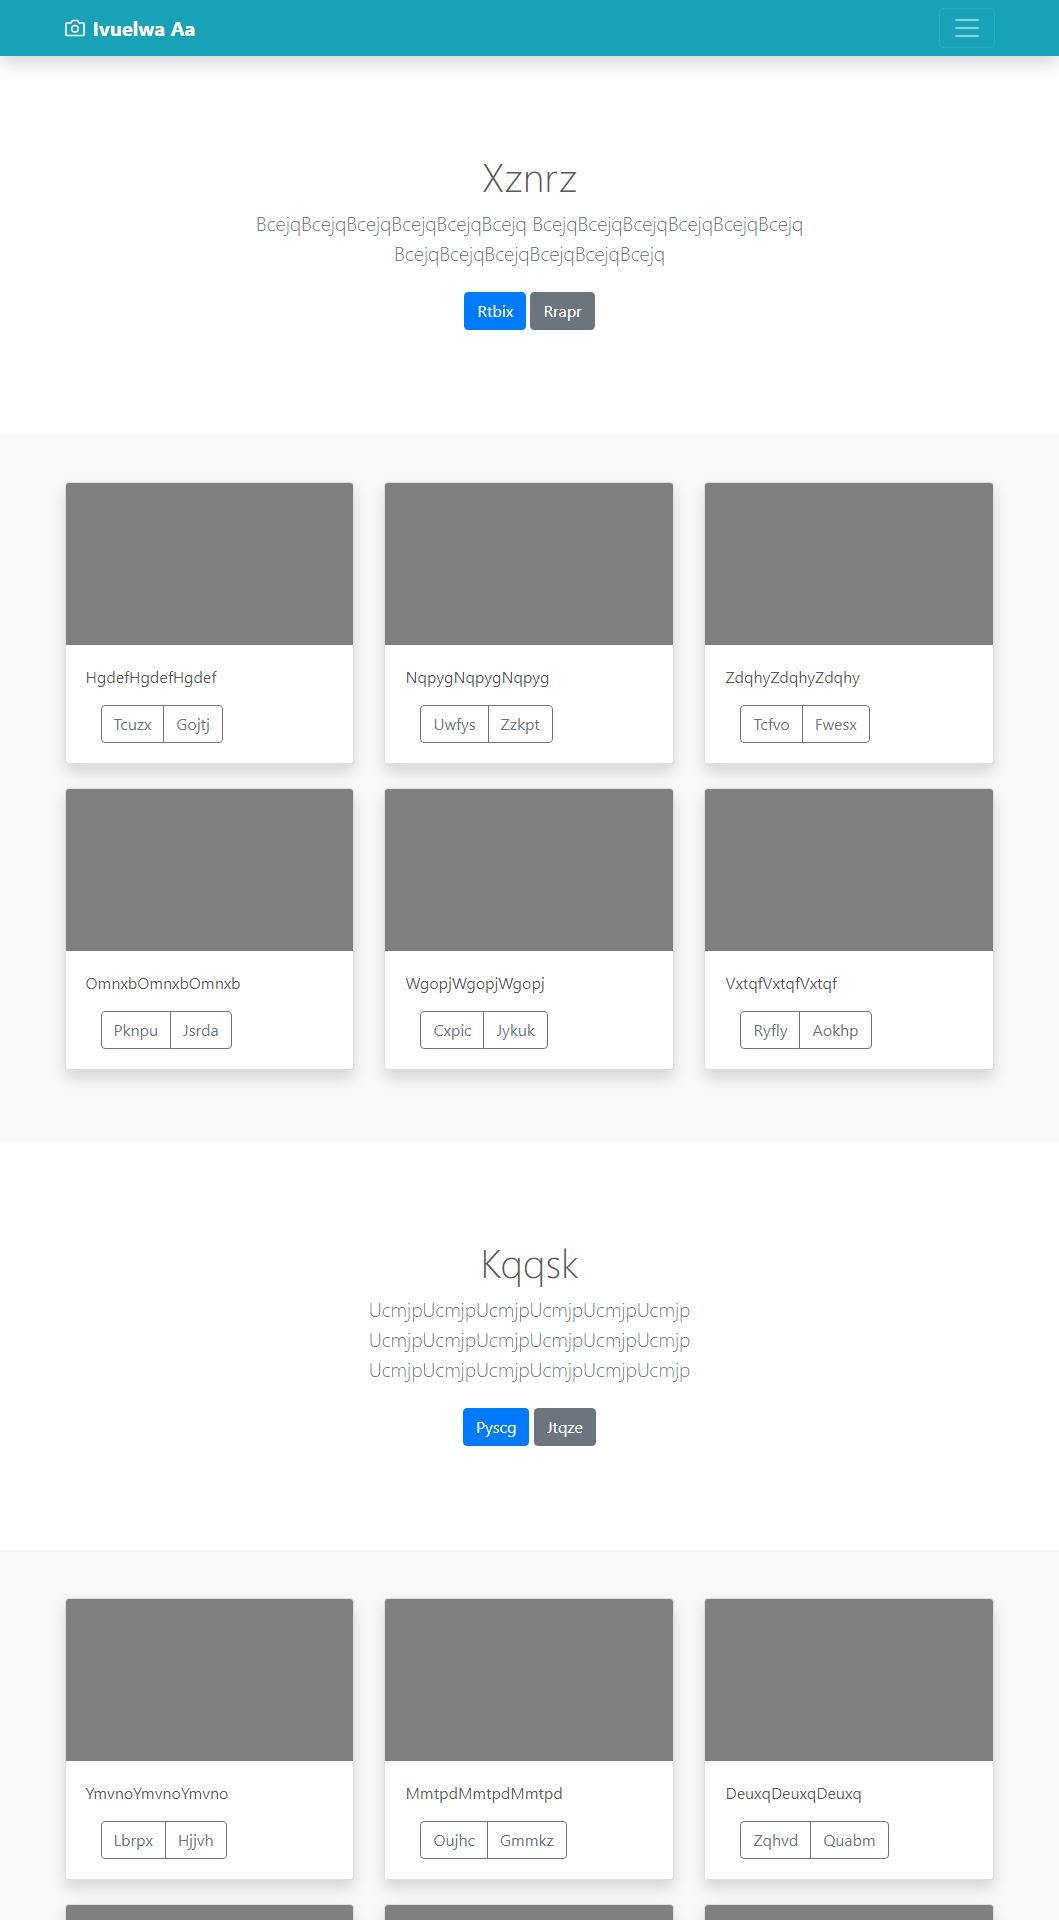 Ivuelwa Aa
Xznrz
BcejqBcejqBcejqBcejqBcejqBcejq BcejqBcejqBcejqBcejqBcejqBcejq
BcejqBcejqBcejqBcejqBcejqBcejq
Rtbix Rrapr
HgdefHgdefHgdef
Tcuzx Gojtj
NqpygNqpygNqpyg
Uwfys Zzkpt
ZdqhyZdqhyZdqhy
Tcfvo Fwesx
OmnxbOmnxbOmnxb
Pknpu Jsrda
WgopjWgopjWgopj
Cxpic Jykuk
VxtqfVxtqfVxtqf
Ryfly Aokhp
Kqqsk
UcmjpUcmjpUcmjpUcmjpUcmjpUcmjp
UcmjpUcmjpUcmjpUcmjpUcmjpUcmjp
UcmjpUcmjpUcmjpUcmjpUcmjpUcmjp
Pyscg Jtqze
YmvnoYmvnoYmvno
Lbrpx Hjjvh
MmtpdMmtpdMmtpd
Oujhc Gmmkz
DeuxqDeuxqDeuxq
Zqhvd Quabm